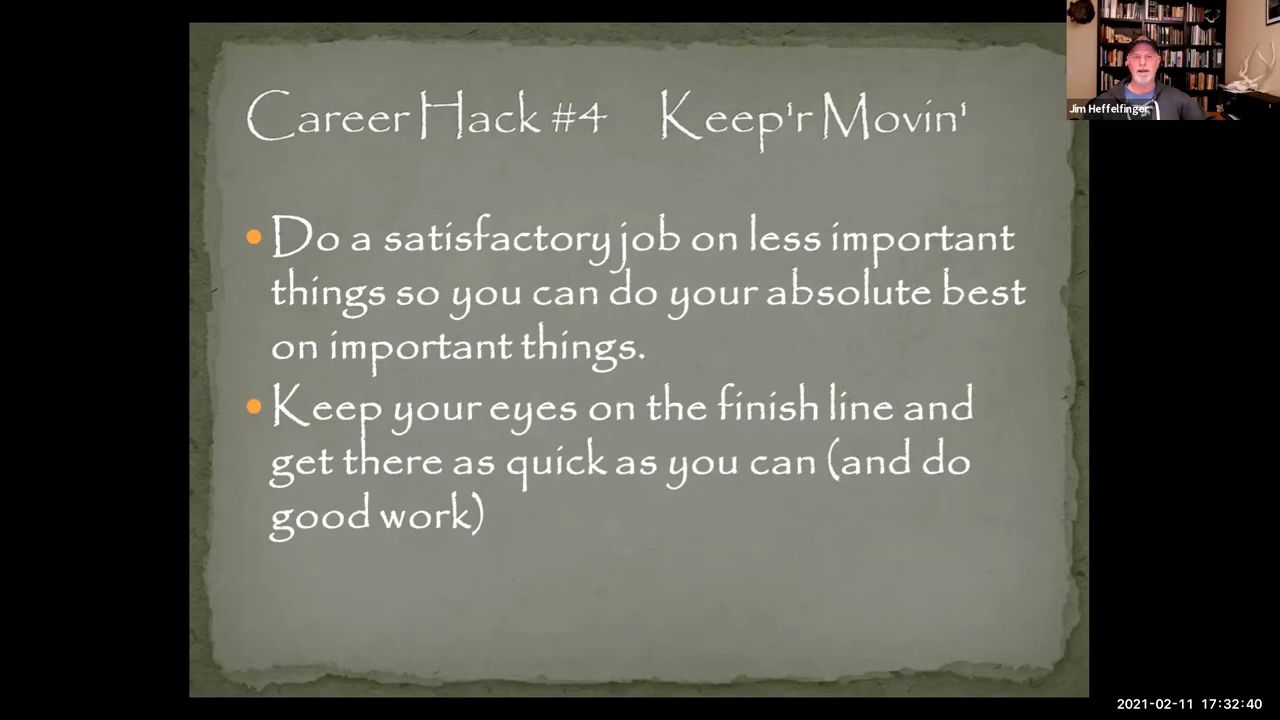 Career Hack #4 Keep'r Movin'
Jim Heffelfinger
• Do a satisfactory job on less important
things so you can do your absolute best
on important things.
• Keep your eyes on the finish line and
get there as quick as you can (and do
good work)
2021-02-11 17:32:40